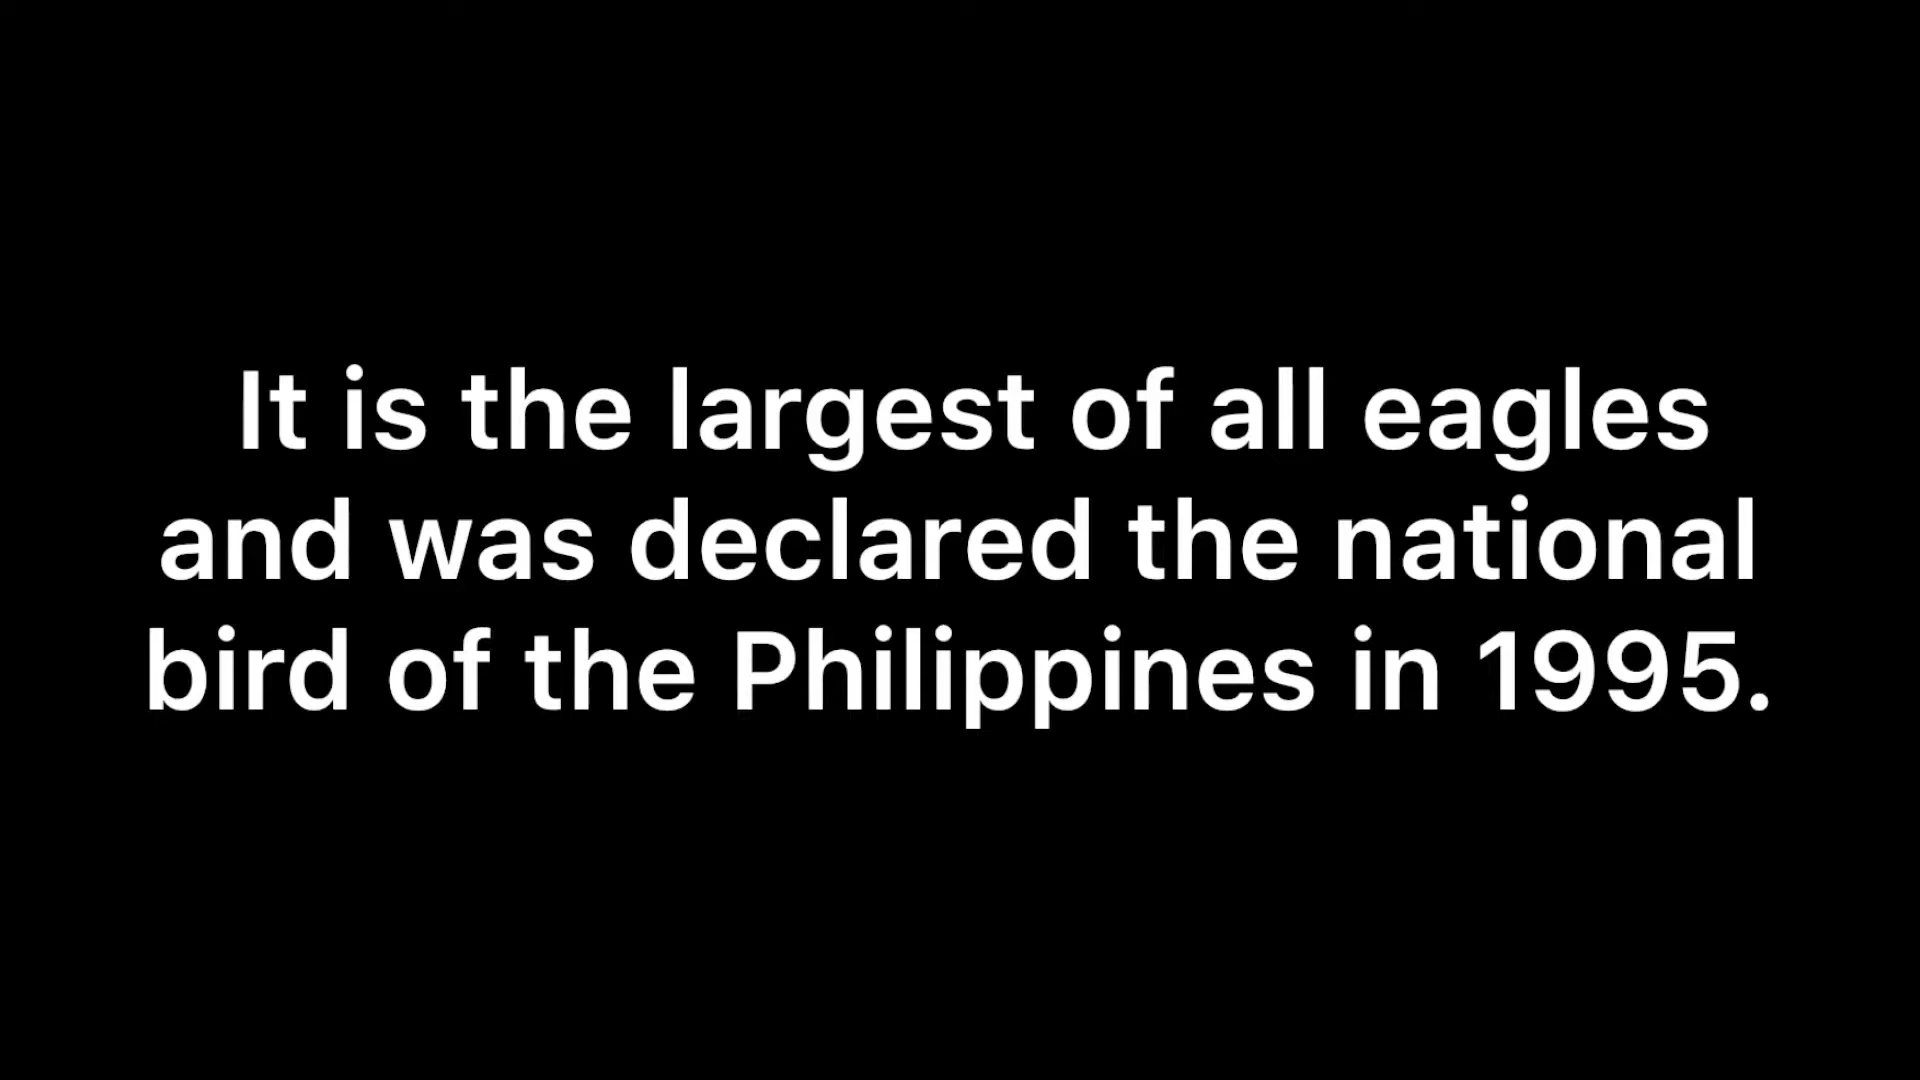 It is the largest of all eagles
and was declared the national
bird of the Philippines in 1995.